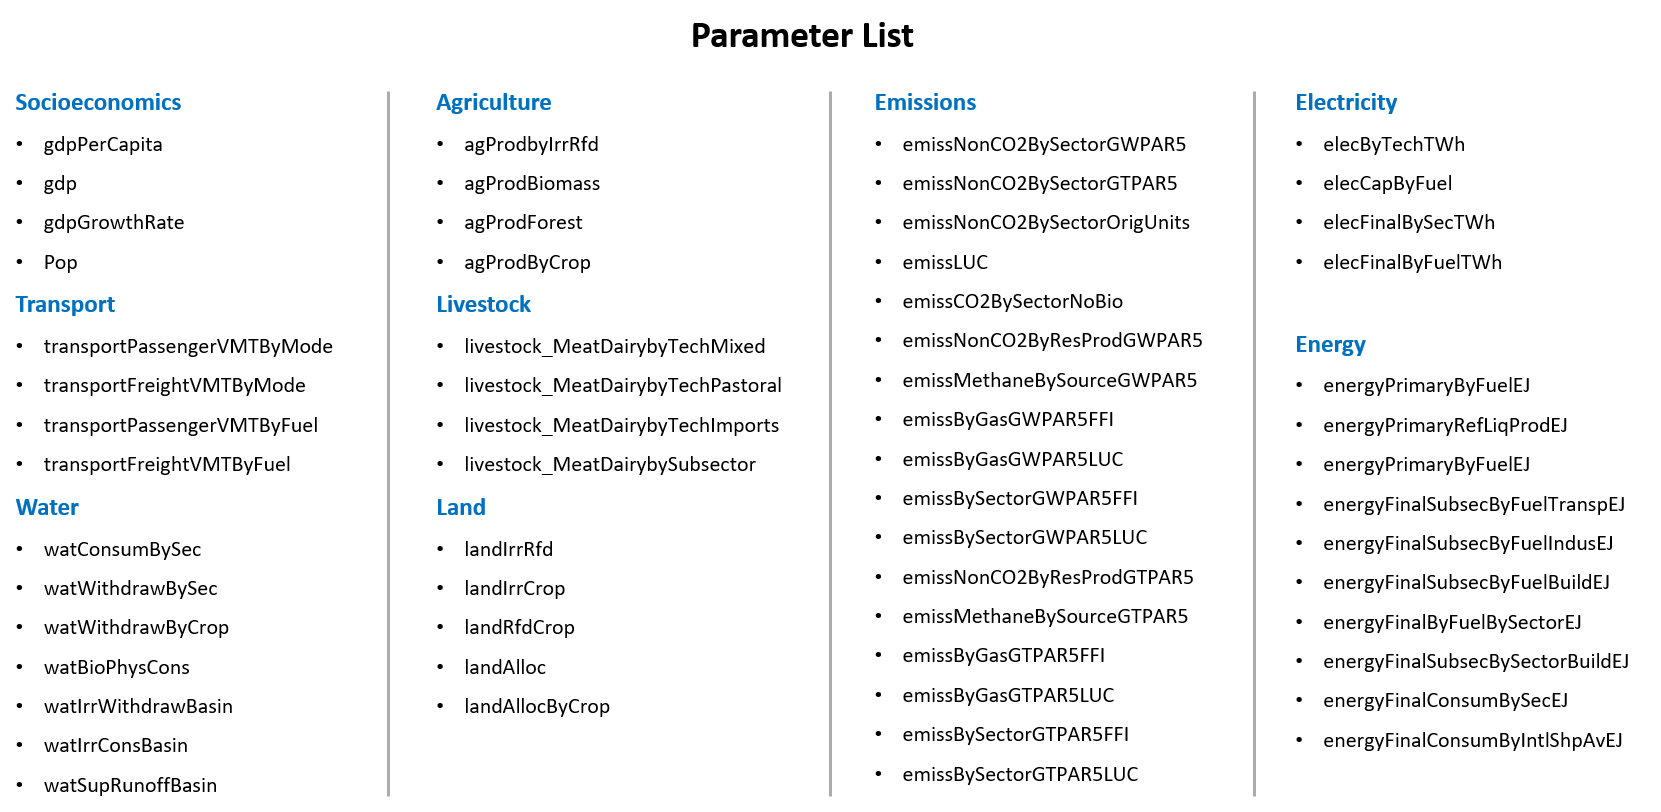 Parameter List
Socioeconomics
• gdpPerCapita
• gdp
• gdpGrowthRate
• Pop
Transport
• transportPassengerVMTByMode
• transportFreightVMTByMode
• transportPassengerVMTByFuel
• transportFreightVMTByFuel
Water
• watConsumBySec
• watWithdrawBySec
• watWithdrawByCrop
• watBioPhysCons
• watIrrWithdrawBasin
• watIrrConsBasin
• watSupRunoffBasin
Agriculture
• agProdbyIrrRfd
• agProdBiomass
• agProdForest
• agProdByCrop
Livestock
• livestock_MeatDairybyTechMixed
• livestock_MeatDairybyTechPastoral
• livestock_MeatDairybyTechImports
• livestock_MeatDairybySubsector
Land
• landIrrRfd
• landIrrCrop
• landRfdCrop
• landAlloc
• landAllocByCrop
Emissions
• emissNonCO2BySectorGWPAR5
• emissNonCO2BySectorGTPAR5
• emissNonCO2BySectorOrigUnits
• emissLUC
• emissCO2BySectorNoBio
• emissNonCO2ByResProdGWPAR5
• emissMethaneBySourceGWPAR5
• emissByGasGWPAR5FFI
• emissByGasGWPAR5LUC
• emissBySectorGWPAR5FFI
• emissBySectorGWPAR5LUC
• emissNonCO2ByResProdGTPAR5
• emissMethaneBySourceGTPAR5
• emissByGasGTPAR5FFI
• emissByGasGTPAR5LUC
• emissBySectorGTPAR5FFI
• emissBySectorGTPAR5LUC
Electricity
• elecByTechTWh
• elecCapByFuel
• elecFinalBySecTWh
• elecFinalByFuelTWh
Energy
• energyPrimaryByFuelEJ
• energyPrimaryRefLiqProdEJ
• energyPrimaryByFuelEJ
• energyFinalSubsecByFuelTranspEJ
• energyFinalSubsecByFuelIndusEJ
• energyFinalSubsecByFuelBuildEJ
• energyFinalByFuelBySectorEJ
• energyFinalSubsecBySectorBuildEJ
• energyFinalConsumBySecEJ
• energyFinalConsumByIntlShpAvEJ